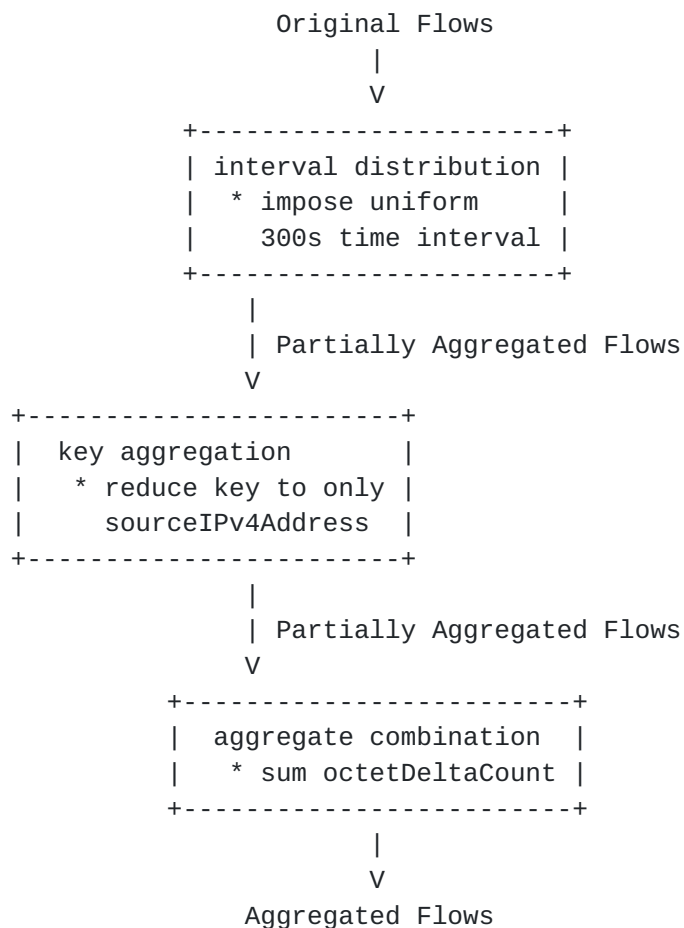 Original Flows
|
V
+-----------------------+
| interval distribution |
|  * impose uniform     |
|    300s time interval |
+-----------------------+
|
| Partially Aggregated Flows
V
+------------------------+
|  key aggregation       |
|   * reduce key to only |
|     sourceIPv4Address  |
+------------------------+
|
| Partially Aggregated Flows
V
+-------------------------+
|  aggregate combination  |
|   * sum octetDeltaCount |
+-------------------------+
|
V
Aggregated Flows